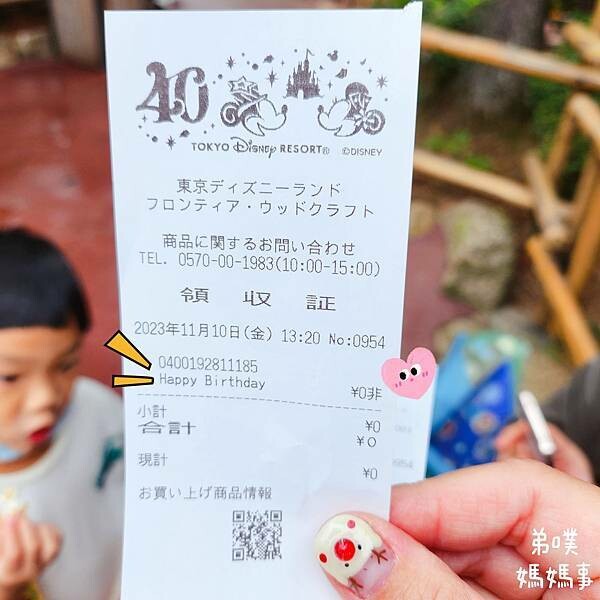 40
TOKYO Disney RESORT® ©DISNEY
東京ディズニーランド
フロンティア・ウッドクラフト
商品に関するお問い合わせ
TEL. 0570-00-1983(10:00-15:00)
領 収 証
2023年11月10日(金) 13:20 No:0954
0400192811185
Happy Birthday ¥0非
小計 ¥0
合計 ¥0
現計 ¥0
お買い上げ商品情報
0954
弟噗
媽媽事